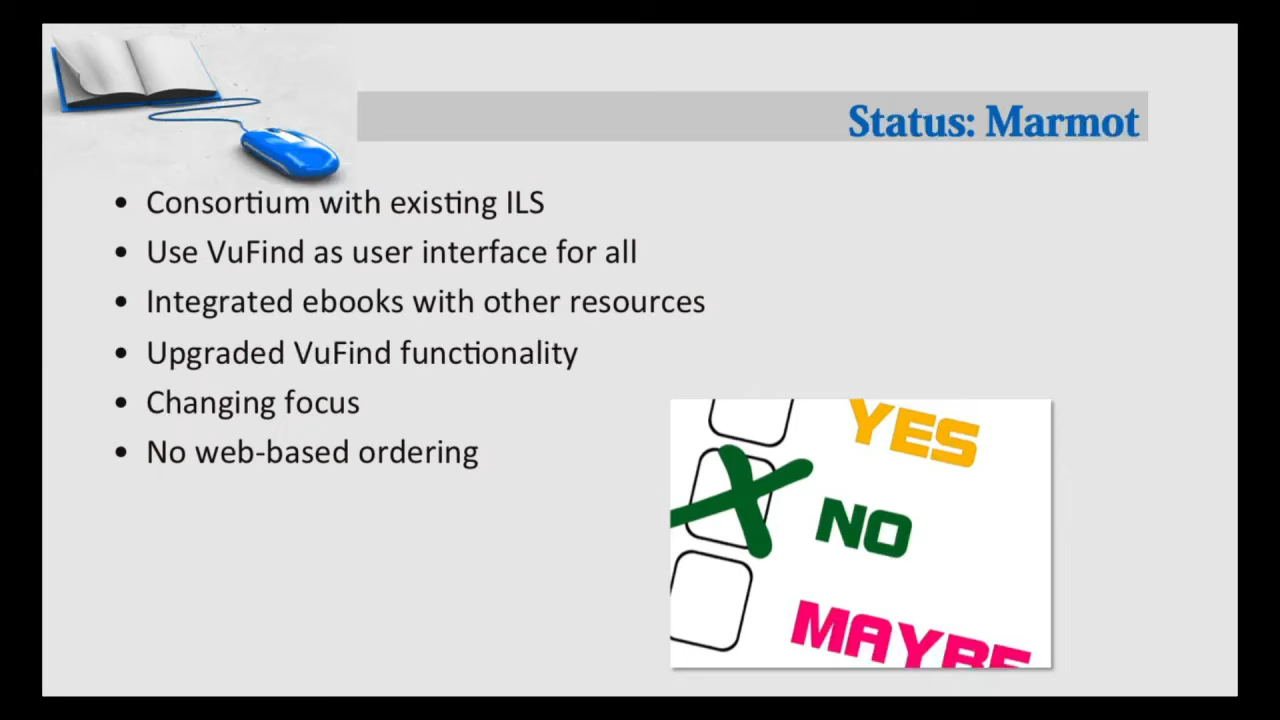 Status: Marmot
• Consortium with existing ILS
• Use VuFind as user interface for all
• Integrated ebooks with other resources
• Upgraded VuFind functionality
• Changing focus
• No web-based ordering
YES
NO
MAYBE